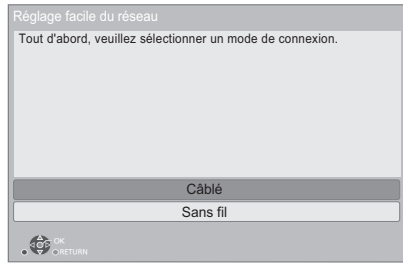 Réglage facile du réseau
Tout d'abord, veuillez sélectionner un mode de connexion.
Câblé
Sans fil
OK
RETURN